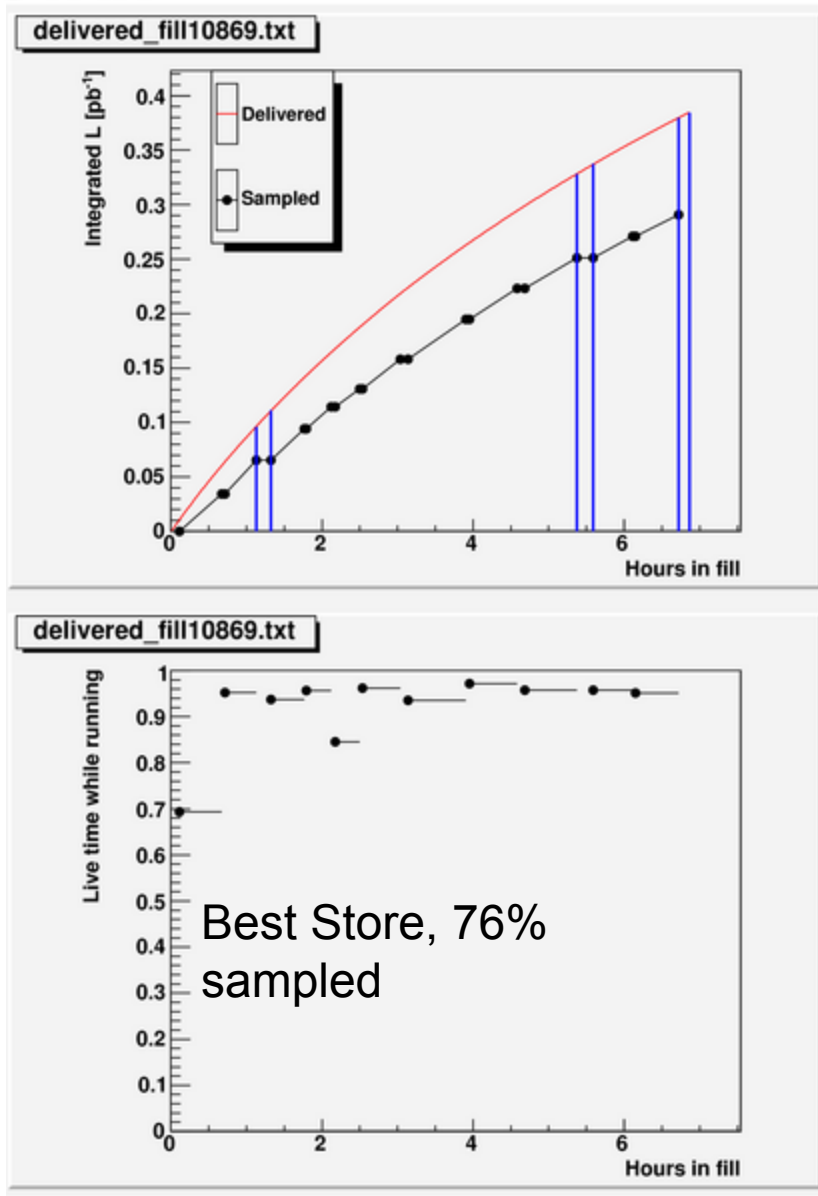 delivered_fill10869.txt
Integrated L [pb⁻¹]
0.4
0.35
0.3
0.25
0.2
0.15
0.1
0.05
0
Delivered
Sampled
0 2 4 6
Hours in fill
delivered_fill10869.txt
Live time while running
1
0.9
0.8
0.7
0.6
0.5
0.4
0.3
0.2
0.1
0
Best Store, 76%
sampled
0 2 4 6
Hours in fill